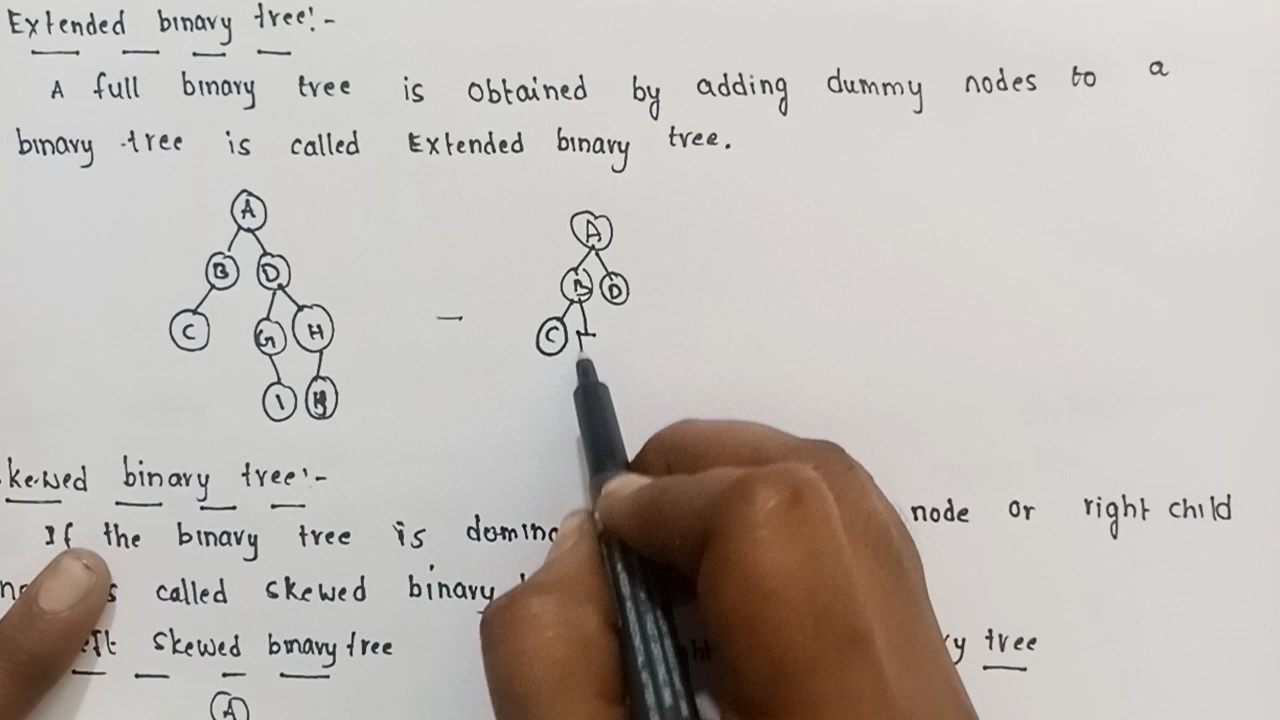 Extended binary tree:-
A full binary tree is obtained by adding dummy nodes to a
binary tree is called Extended binary tree.
A A
B D B D
C G H C
I
kewed binary tree:-
If the binary tree is domin node or right child
called skewed binary
skewed binary tree tree
A